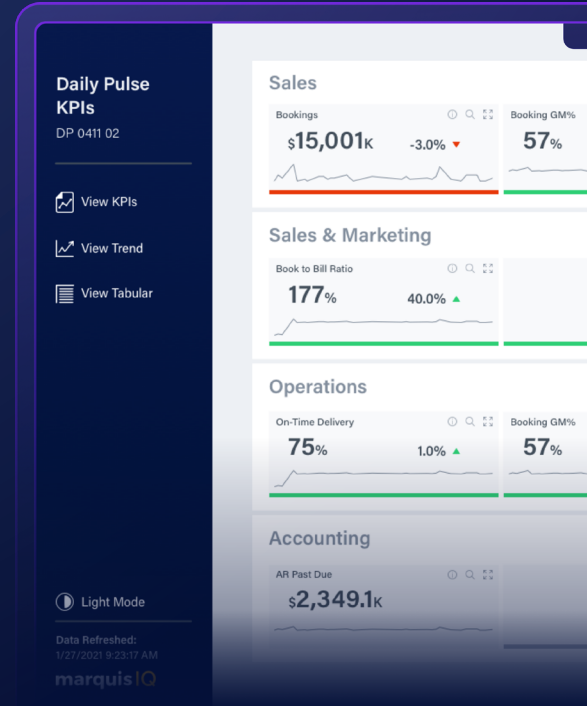 Daily Pulse
KPIs
DP 0411 02
View KPIs
View Trend
View Tabular
Light Mode
Data Refreshed:
1/27/2021 9:23:17 AM
marquisIQ
Sales
Bookings
$15,001K -3.0%
Booking GM%
57%
Sales & Marketing
Book to Bill Ratio
177% 40.0%
Operations
On-Time Delivery
75% 1.0%
Booking GM%
57%
Accounting
AR Past Due
$2,349.1K